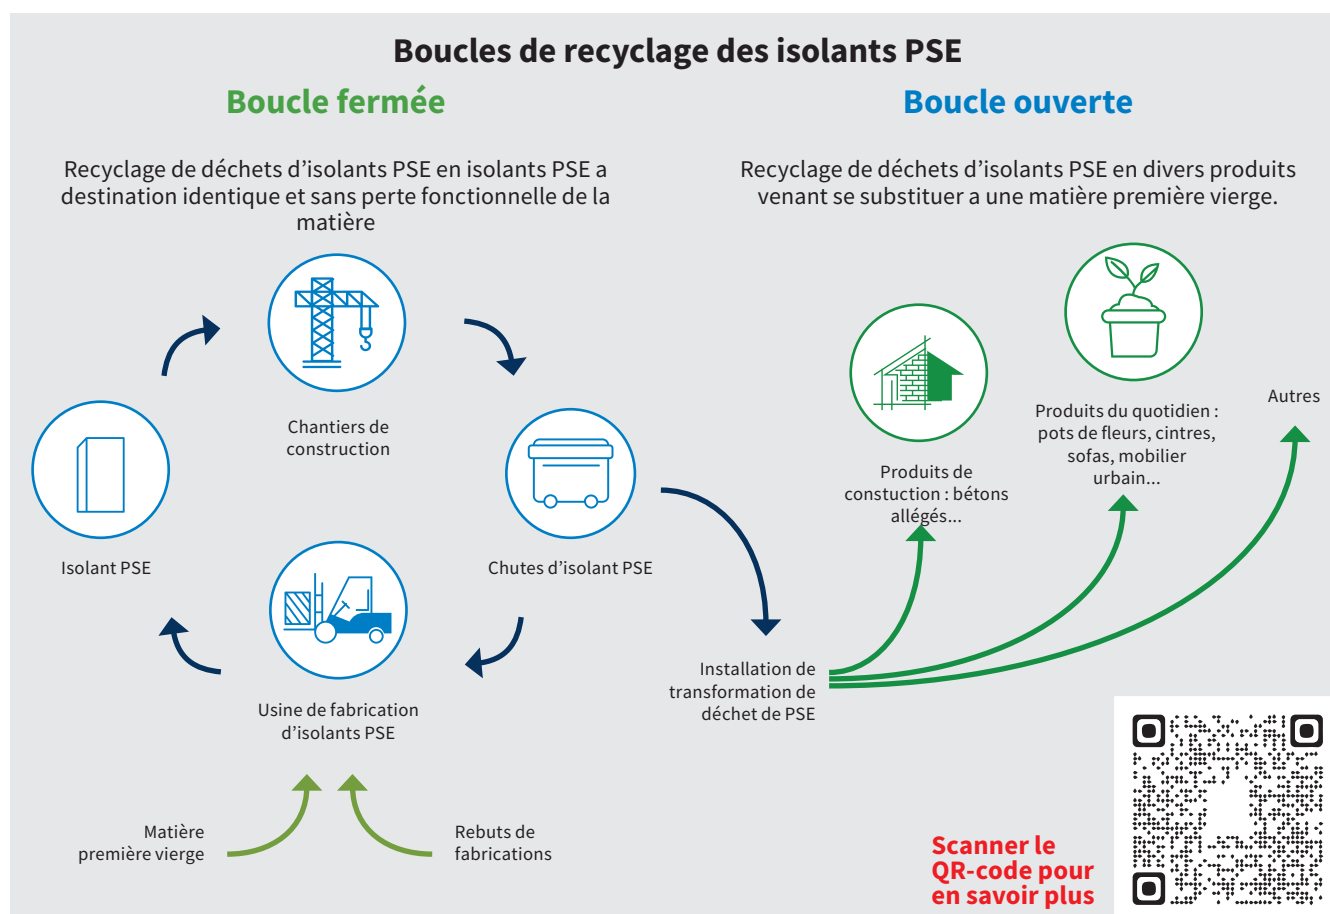 Boucles de recyclage des isolants PSE
Boucle fermée
Recyclage de déchets d’isolants PSE en isolants PSE a
destination identique et sans perte fonctionnelle de la
matière
Chantiers de
construction
Isolant PSE
Chutes d’isolant PSE
Usine de fabrication
d’isolants PSE
Matière
première vierge
Rebuts de
fabrications
Boucle ouverte
Recyclage de déchets d’isolants PSE en divers produits
venant se substituer a une matière première vierge.
Produits de
constuction : bétons
allégés...
Produits du quotidien :
pots de fleurs, cintres,
sofas, mobilier
urbain...
Autres
Installation de
transformation de
déchet de PSE
Scanner le
QR-code pour
en savoir plus